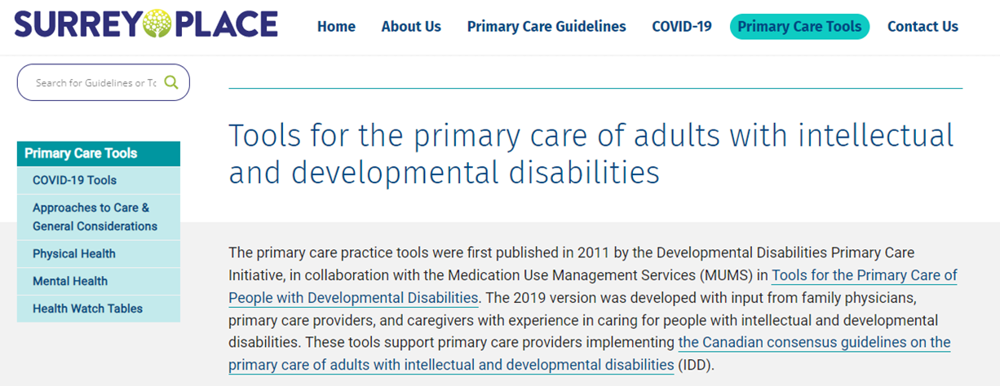 SURREY PLACE
Home
About Us
Primary Care Guidelines
COVID-19
Primary Care Tools
Contact Us
Search for Guidelines or Tc
Primary Care Tools
COVID-19 Tools
Approaches to Care &
General Considerations
Physical Health
Mental Health
Health Watch Tables
Tools for the primary care of adults with intellectual
and developmental disabilities
The primary care practice tools were first published in 2011 by the Developmental Disabilities Primary Care
Initiative, in collaboration with the Medication Use Management Services (MUMS) in Tools for the Primary Care of
People with Developmental Disabilities. The 2019 version was developed with input from family physicians,
primary care providers, and caregivers with experience in caring for people with intellectual and developmental
disabilities. These tools support primary care providers implementing the Canadian consensus guidelines on the
primary care of adults with intellectual and developmental disabilities (IDD).